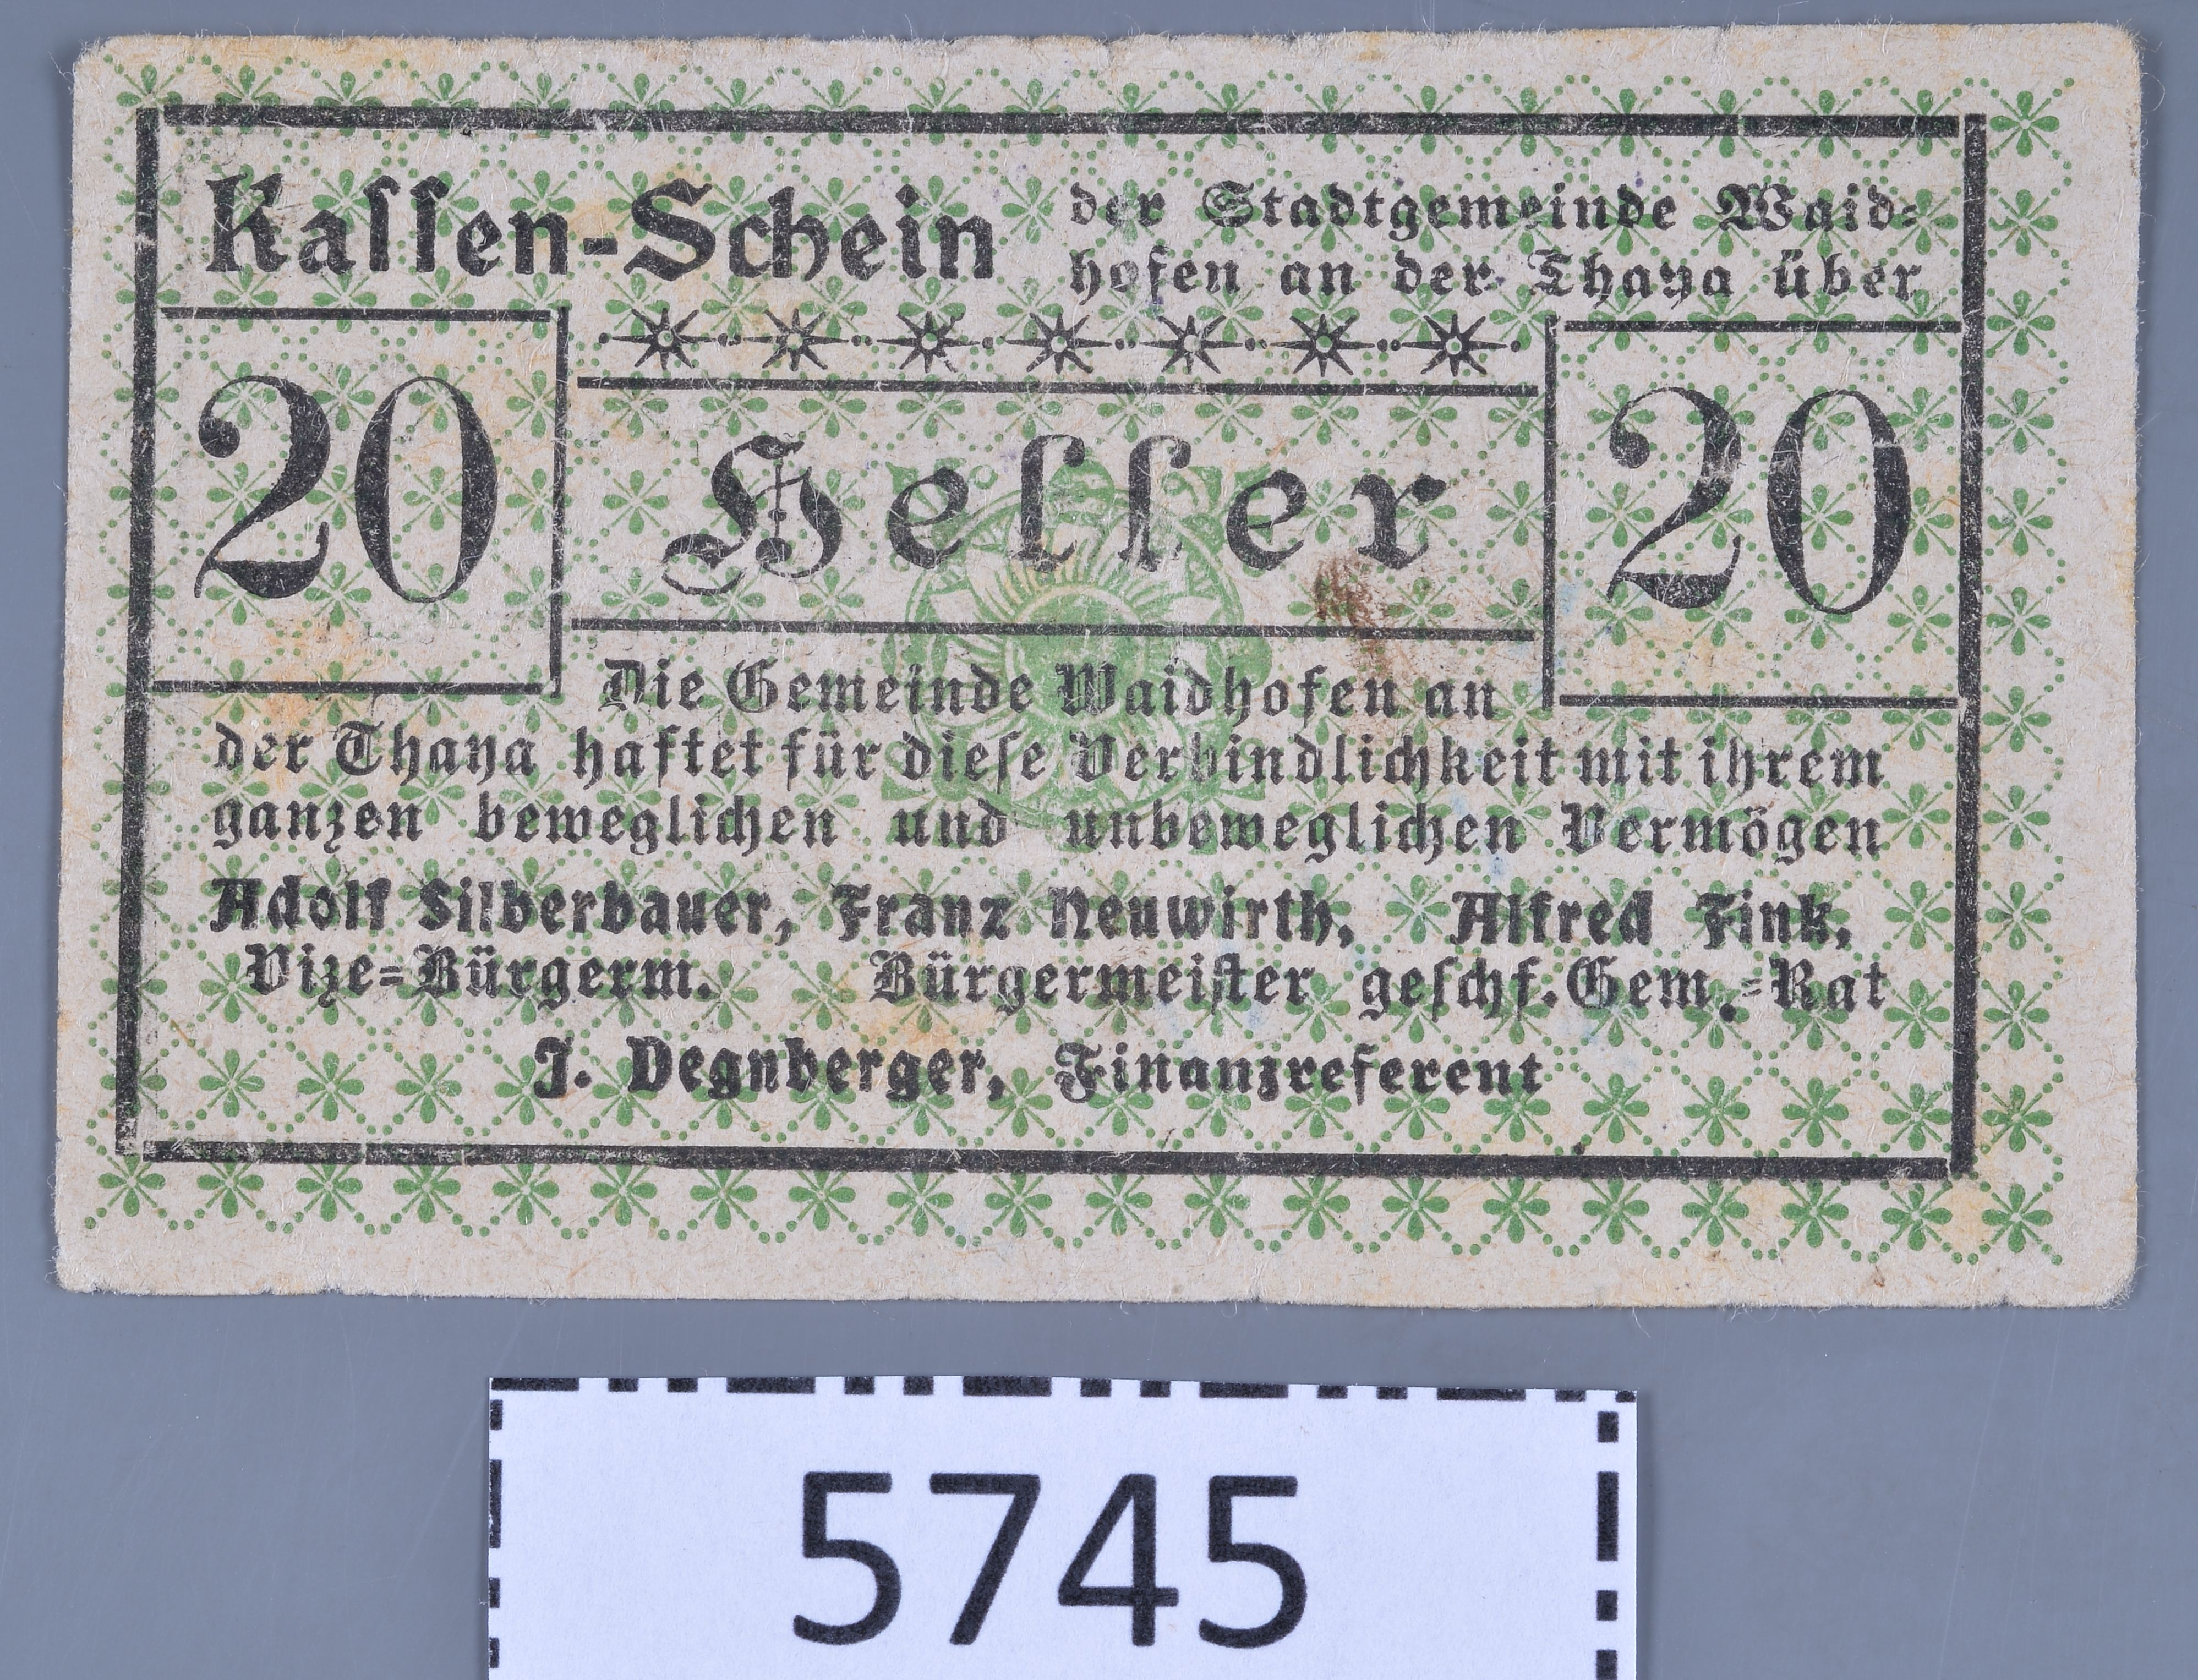 Kassen-Schein
der Stadtgemeinde Waid-
hofen an der Thaya über
20
Heller
20
Die Gemeinde Waidhofen an
der Thaya haftet für diese Verbindlichkeit mit ihrem
ganzen beweglichen und unbeweglichen Vermögen
Adolf Silberbauer, Franz Neuwirth, Alfred Fink,
Vize-Bürgerm. Bürgermeister geschf. Gem.-Rat
J. Degnberger, Finanzreferent
5745